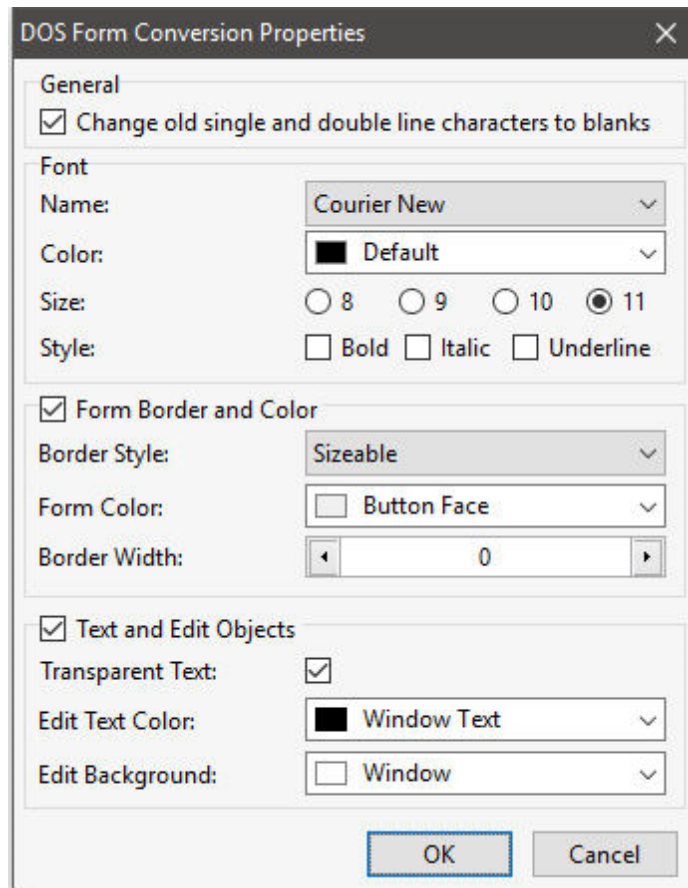 DOS Form Conversion Properties
General
Change old single and double line characters to blanks
Font
Name: Courier New
Color: Default
Size: 8 9 10 11
Style: Bold Italic Underline
Form Border and Color
Border Style: Sizeable
Form Color: Button Face
Border Width: 0
Text and Edit Objects
Transparent Text:
Edit Text Color: Window Text
Edit Background: Window
OK Cancel